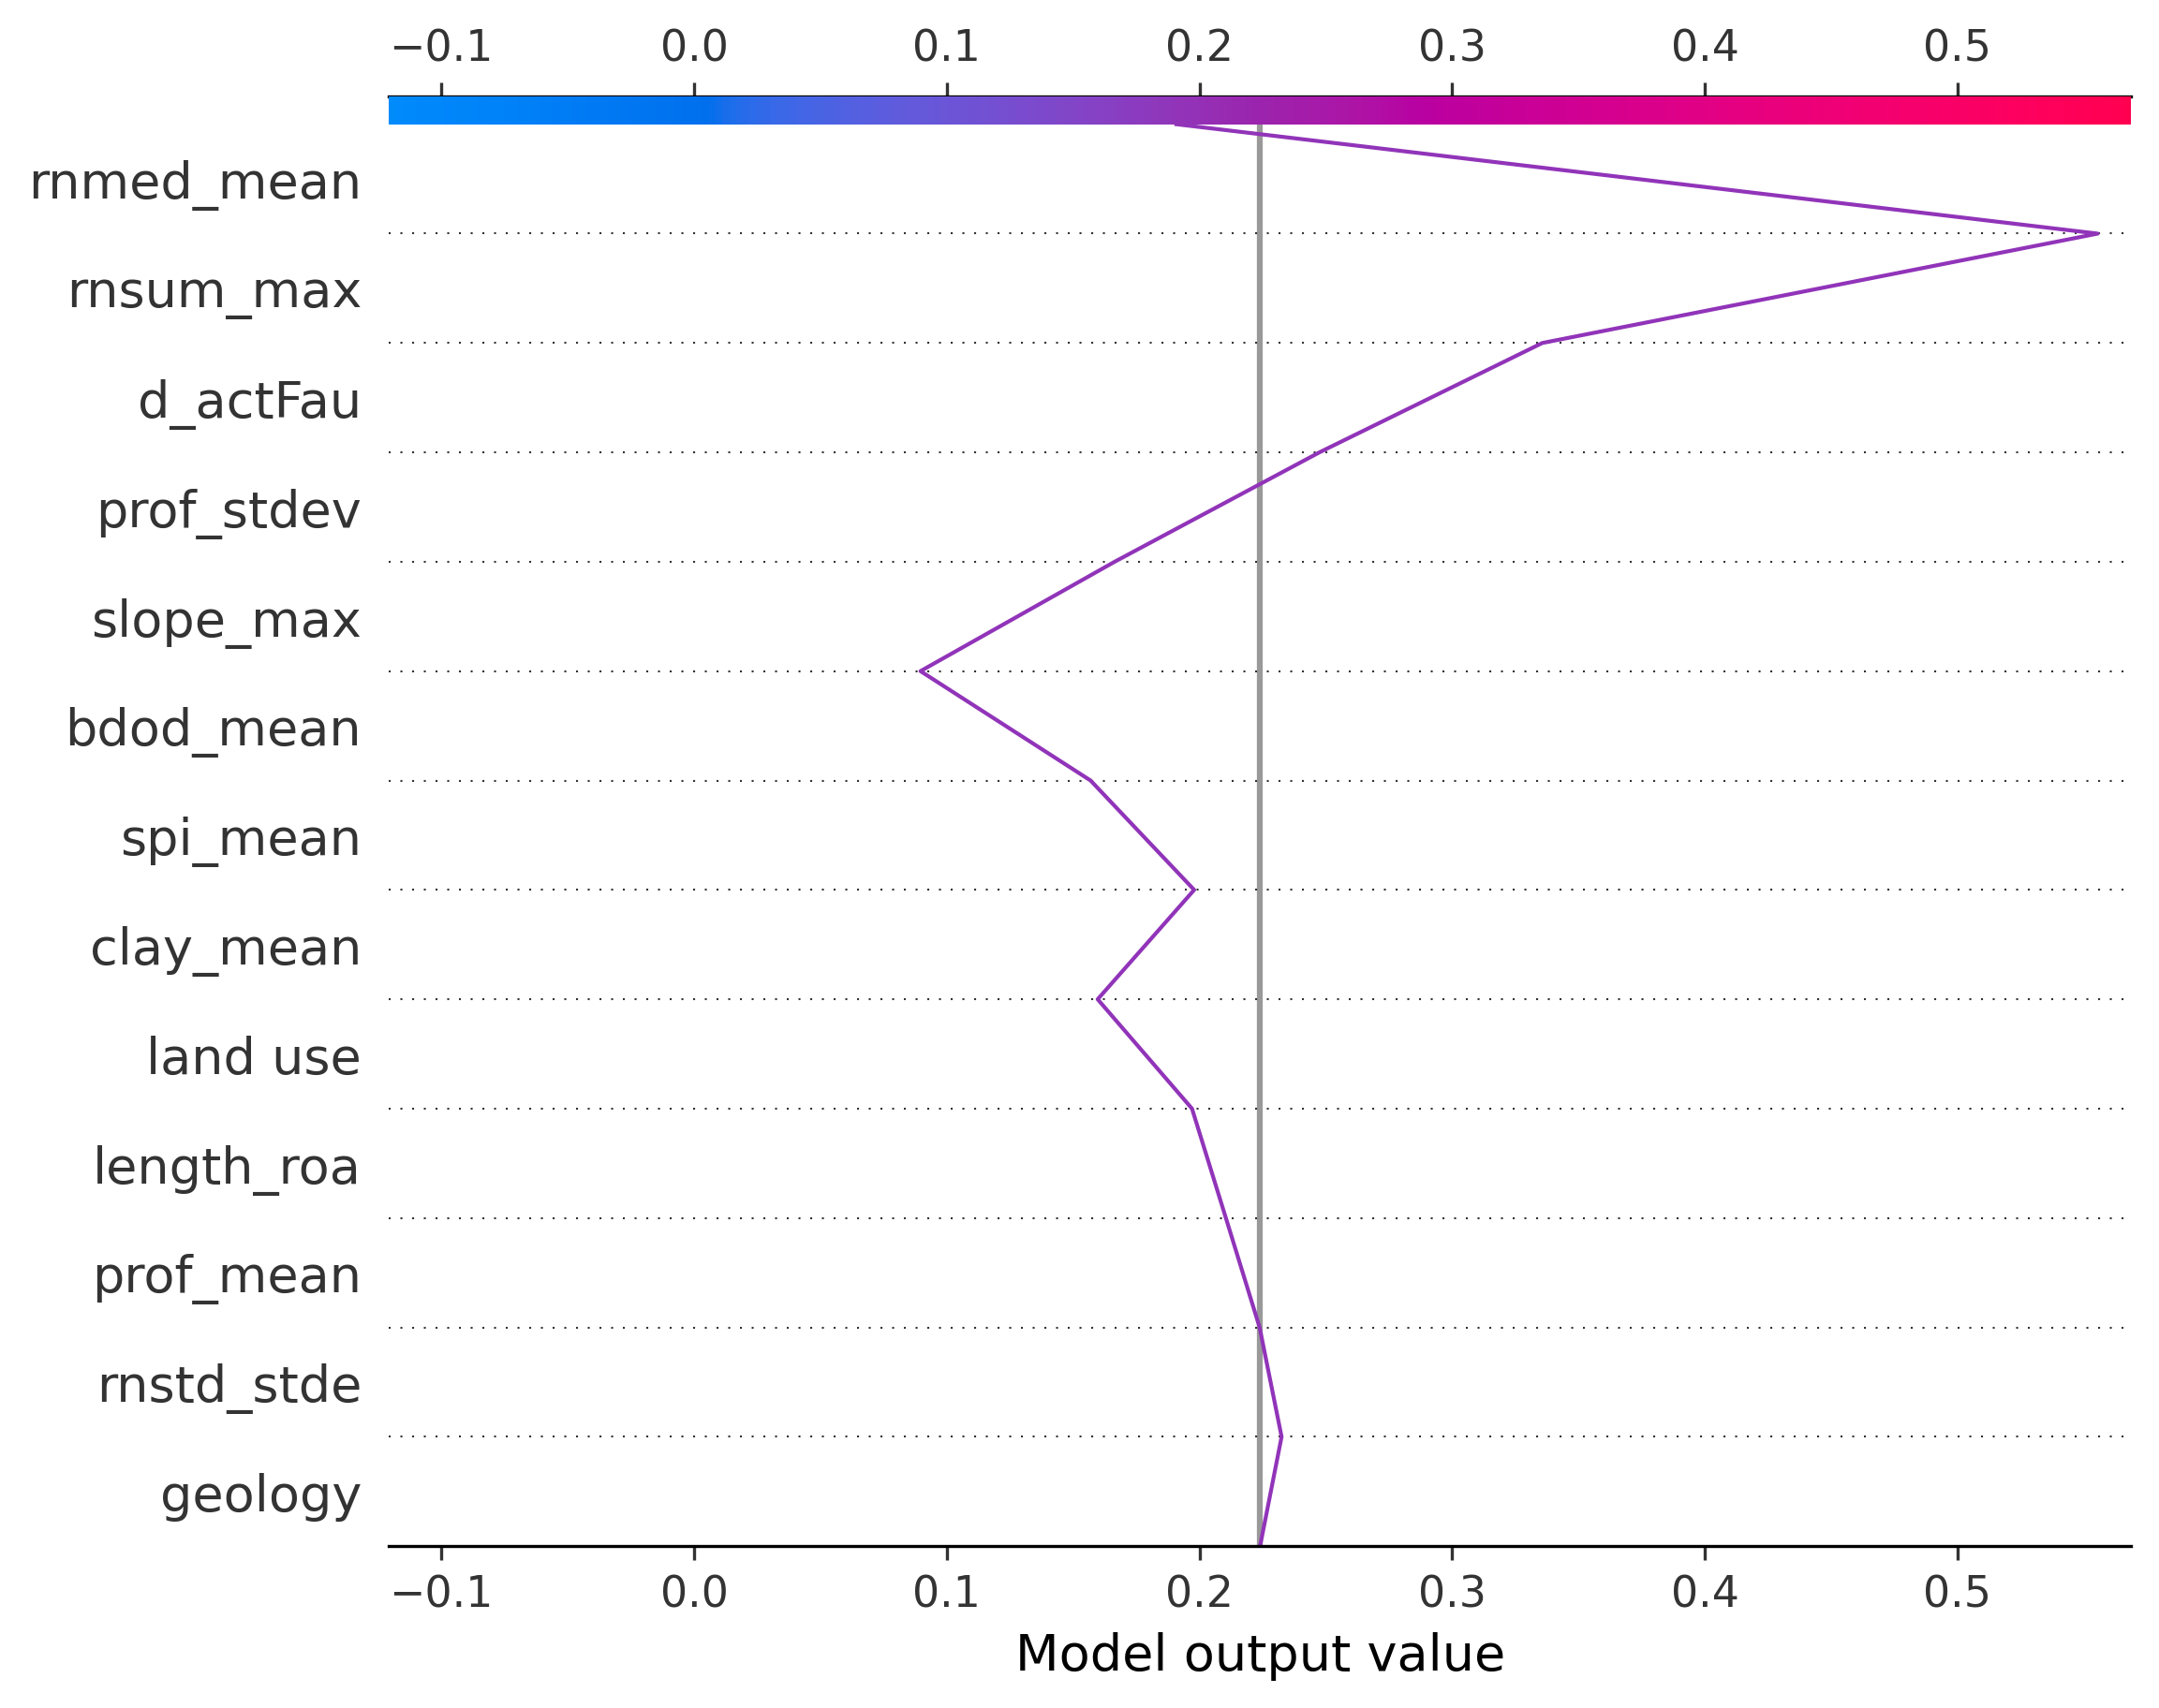 −0.1 0.0 0.1 0.2 0.3 0.4 0.5
rnmed_mean
rnsum_max
d_actFau
prof_stdev
slope_max
bdod_mean
spi_mean
clay_mean
land use
length_roa
prof_mean
rnstd_stde
geology
−0.1 0.0 0.1 0.2 0.3 0.4 0.5
Model output value